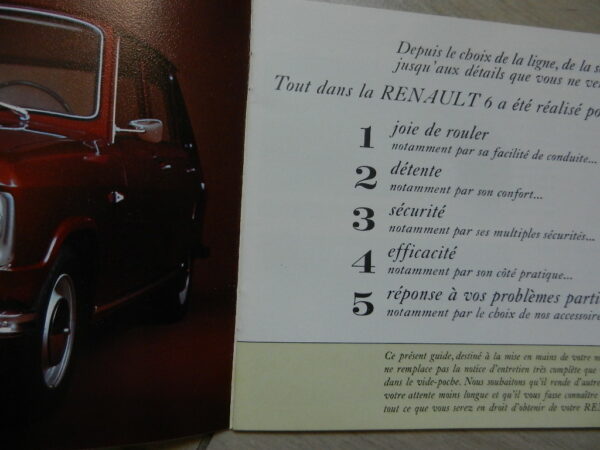 Depuis le choix de la ligne, de la
jusqu'aux détails que vous ne
Tout dans la RENAULT 6 a été réalisé
1 joie de rouler
notamment par sa facilité de conduite...
2 détente
notamment par son confort...
3 sécurité
notamment par ses multiples sécurités...
4 efficacité
notamment par son côté pratique...
5 réponse à vos problèmes
notamment par le choix de nos
Ce présent guide, destiné à la mise en mains de votre
ne remplace pas la notice d'entretien très complète que
dans le vide-poche. Nous souhaitons qu'il rende
votre attente moins longue et qu'il vous fasse connaître
tout ce que vous serez en droit d'obtenir de votre